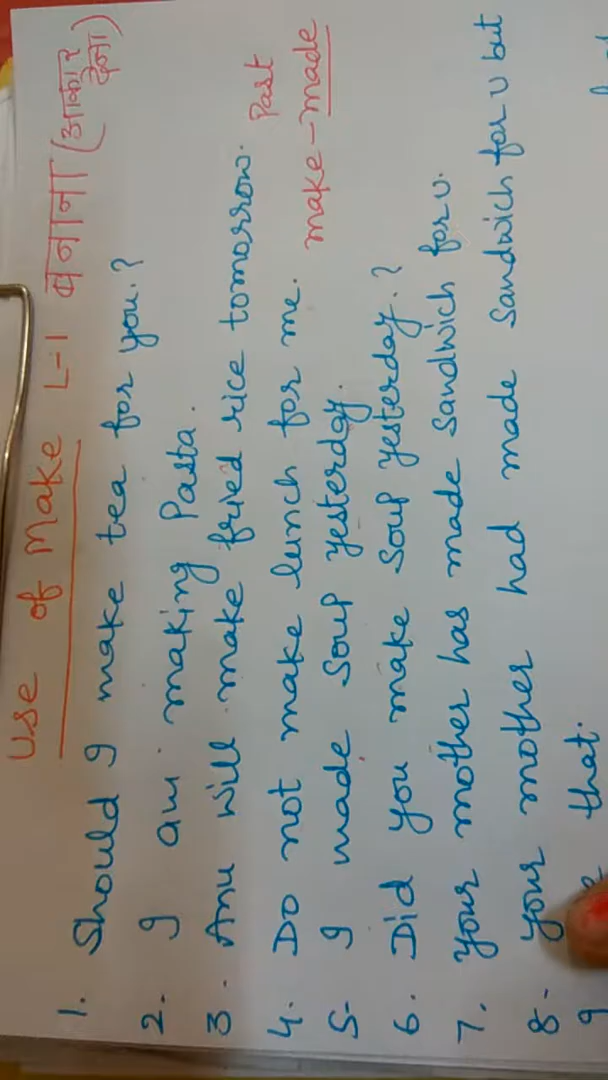 Use of Make L-1 बनाना (आकार देना)
1. Should I make tea for you.?
2. I am making Pasta.
3. Anu will make fried rice tomorrow.
Past
4. Do not make lunch for me. make-made
5- I made soup yesterday.
6. Did you make soup yesterday.?
7. your mother has made sandwich for u.
8- your mother had made sandwich for u but
that.
9